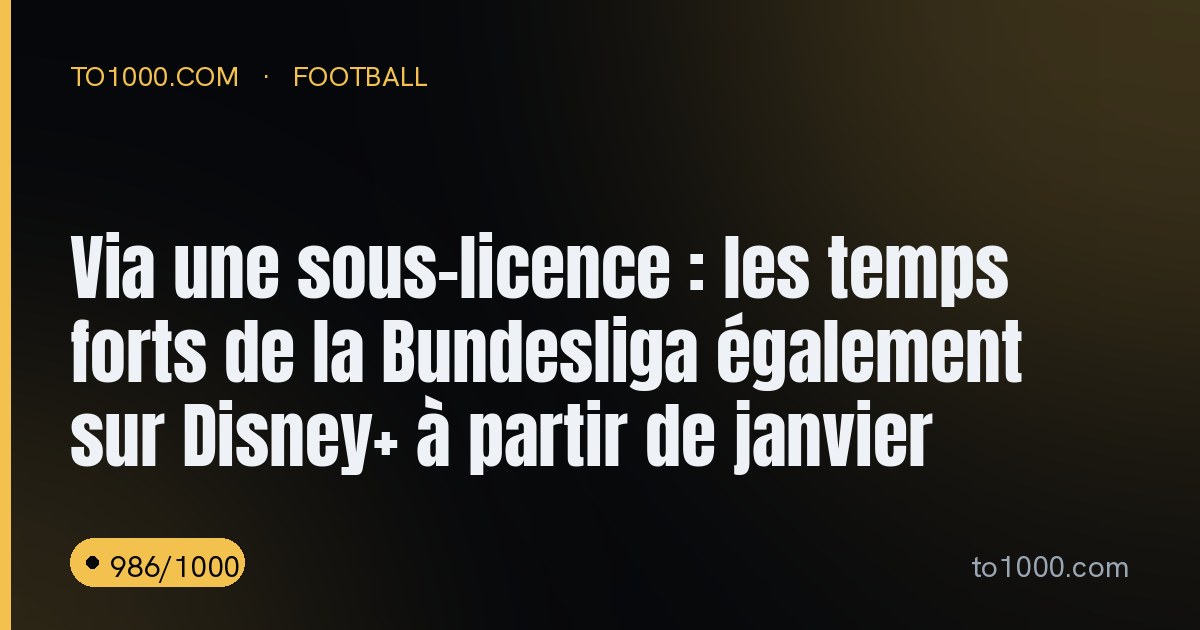 TO1000.COM · FOOTBALL
Via une sous-licence : les temps
forts de la Bundesliga également
sur Disney+ à partir de janvier
986/1000
to1000.com